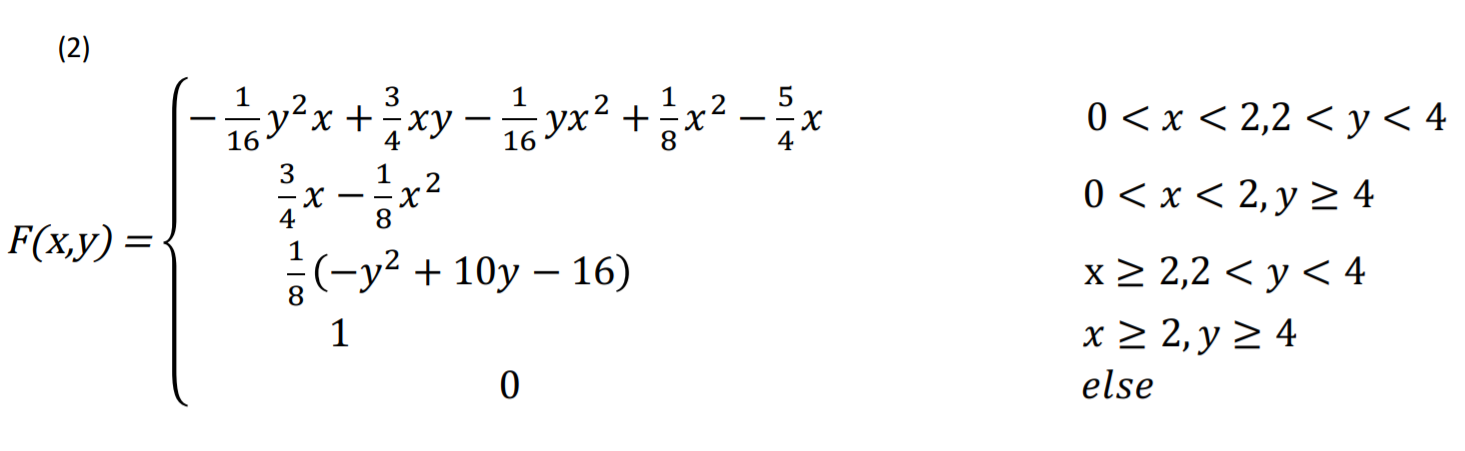 (2)
F(x,y) = { -1/16 y²x + 3/4 xy - 1/16 yx² + 1/8 x² - 5/4 x 0 < x < 2,2 < y < 4
3/4 x - 1/8 x² 0 < x < 2, y ≥ 4
1/8 (-y² + 10y - 16) x ≥ 2,2 < y < 4
1 x ≥ 2, y ≥ 4
0 else